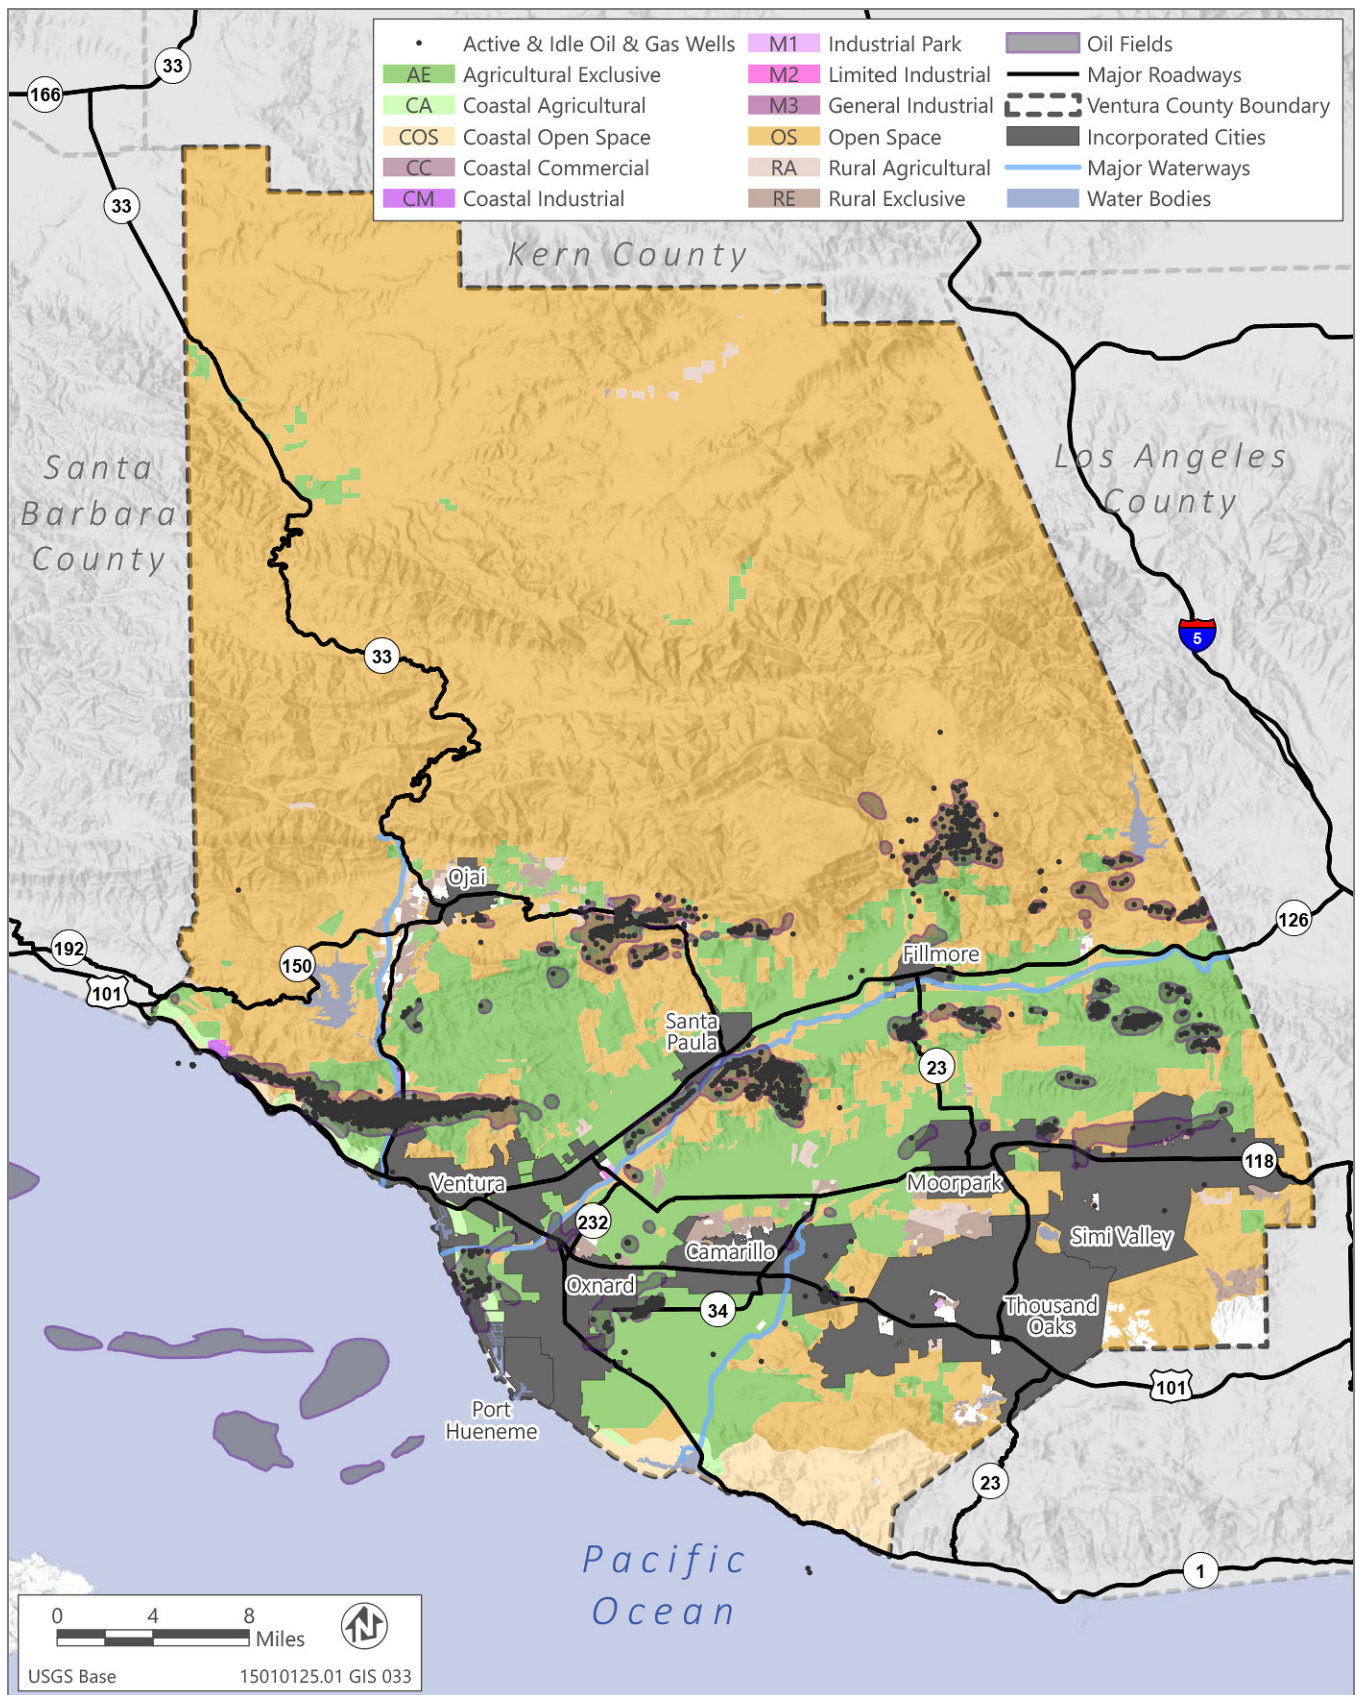 Active & Idle Oil & Gas Wells
AE Agricultural Exclusive
CA Coastal Agricultural
COS Coastal Open Space
CC Coastal Commercial
CM Coastal Industrial
M1 Industrial Park
M2 Limited Industrial
M3 General Industrial
OS Open Space
RA Rural Agricultural
RE Rural Exclusive
Oil Fields
Major Roadways
Ventura County Boundary
Incorporated Cities
Major Waterways
Water Bodies
33
166
33
Kern County
Santa
Barbara
County
Los Angeles
County
5
33
Ojai
126
192
150
101
Fillmore
Santa
Paula
23
118
Ventura
Moorpark
232
Camarillo
Simi Valley
Oxnard
34
Thousand
Oaks
101
Port
Hueneme
23
Pacific
Ocean
1
0 4 8
Miles
N
USGS Base 15010125.01 GIS 033